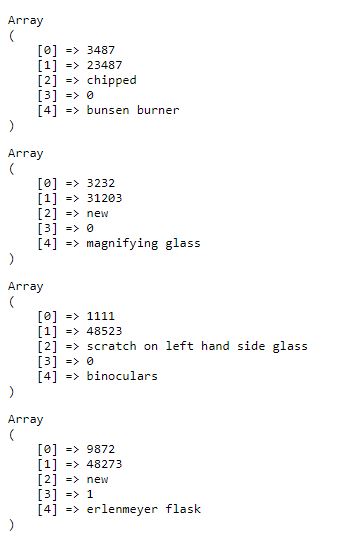 Array
(
[0] => 3487
[1] => 23487
[2] => chipped
[3] => 0
[4] => bunsen burner
)
Array
(
[0] => 3232
[1] => 31203
[2] => new
[3] => 0
[4] => magnifying glass
)
Array
(
[0] => 1111
[1] => 48523
[2] => scratch on left hand side glass
[3] => 0
[4] => binoculars
)
Array
(
[0] => 9872
[1] => 48273
[2] => new
[3] => 1
[4] => erlenmeyer flask
)